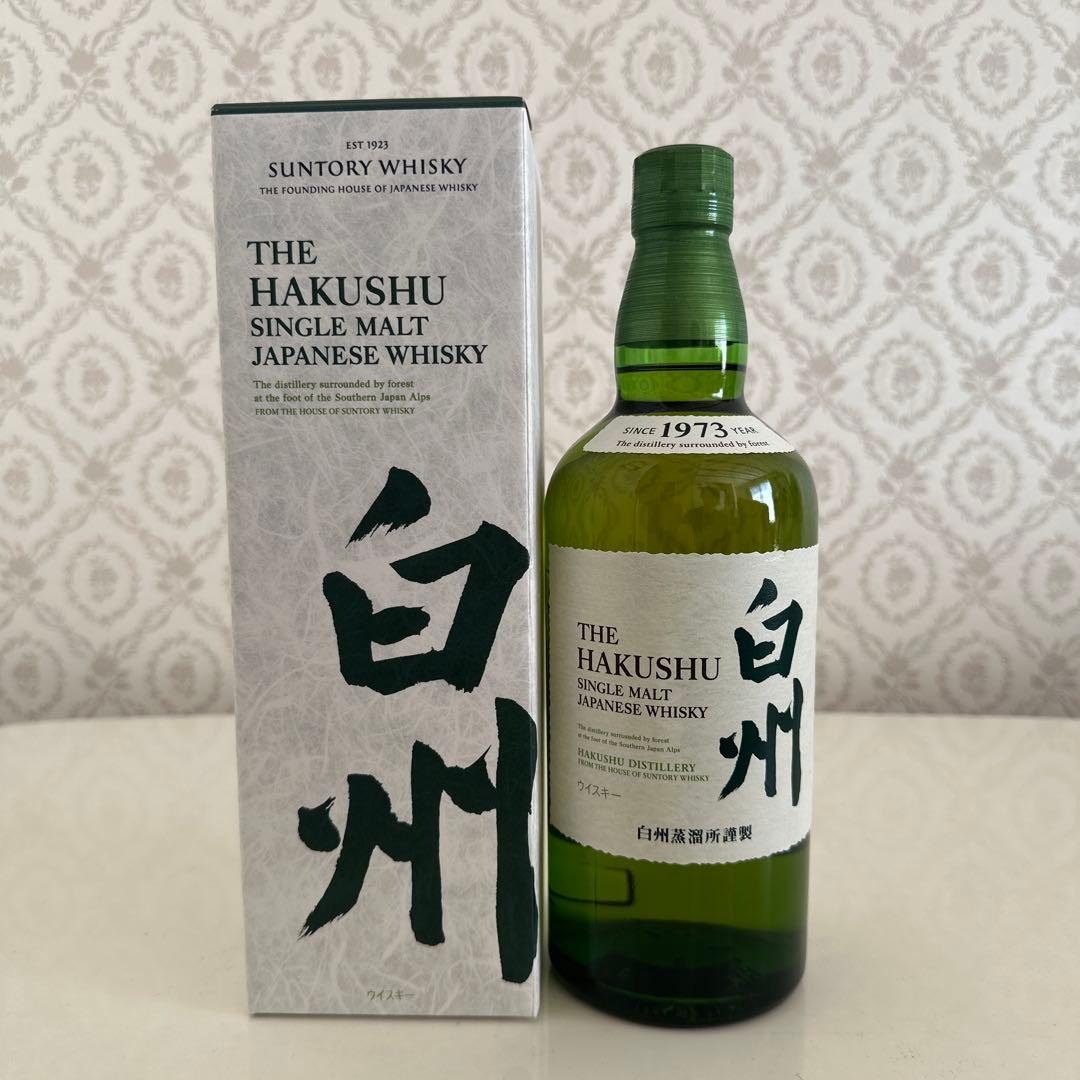 EST 1923
SUNTORY WHISKY
THE FOUNDING HOUSE OF JAPANESE WHISKY
THE
HAKUSHU
SINGLE MALT
JAPANESE WHISKY
The distillery surrounded by forest
at the foot of the Southern Japan Alps
FROM THE HOUSE OF SUNTORY WHISKY
白州
ウイスキー
SINCE 1973 YEAR
The distillery surrounded by forest
THE
HAKUSHU
SINGLE MALT
JAPANESE WHISKY
The distillery surrounded by forest
at the foot of the Southern Japan Alps
HAKUSHU DISTILLERY
FROM THE HOUSE OF SUNTORY WHISKY
ウイスキー
白州
白州蒸溜所謹製